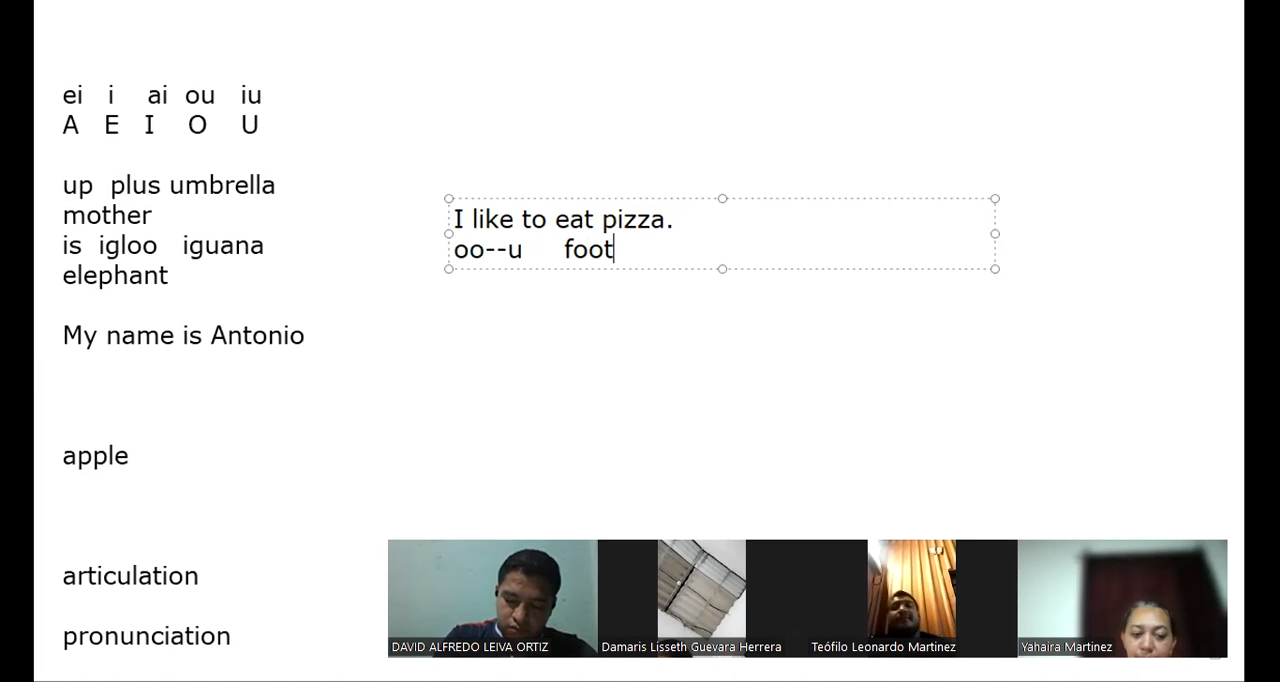 ei i ai ou iu
A E I O U
up plus umbrella
mother
is igloo iguana
elephant
My name is Antonio
apple
articulation
pronunciation
I like to eat pizza.
oo--u foot
DAVID ALFREDO LEIVA ORTIZ
Damaris Lisseth Guevara Herrera
Teófilo Leonardo Martinez
Yahaira Martinez